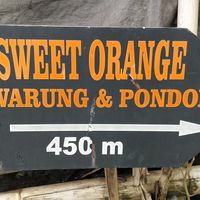 SWEET ORANGE
WARUNG & PONDO
450 m